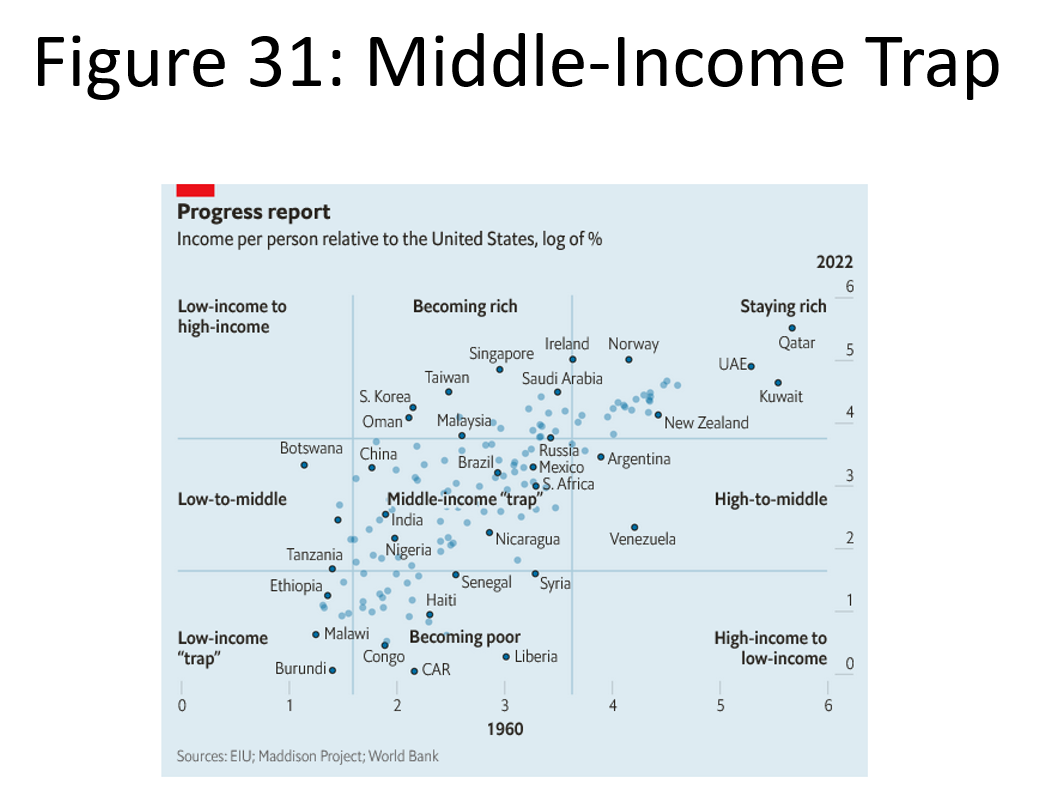 Figure 31: Middle-Income Trap
Progress report
Income per person relative to the United States, log of %
2022
6
Low-income to
high-income
Becoming rich
Staying rich
Qatar
Ireland
Norway
Singapore
5
UAE
Taiwan
Saudi Arabia
Kuwait
S. Korea
4
Oman
Malaysia
New Zealand
Botswana
China
Russia
Brazil
Mexico
Argentina
3
S. Africa
Low-to-middle
Middle-income “trap”
High-to-middle
India
Nicaragua
Venezuela
2
Nigeria
Tanzania
Ethiopia
Senegal
Syria
Haiti
1
Malawi
Low-income
“trap”
Becoming poor
High-income to
low-income
Congo
Liberia
0
Burundi
CAR
0 1 2 3 4 5 6
1960
Sources: EIU; Maddison Project; World Bank